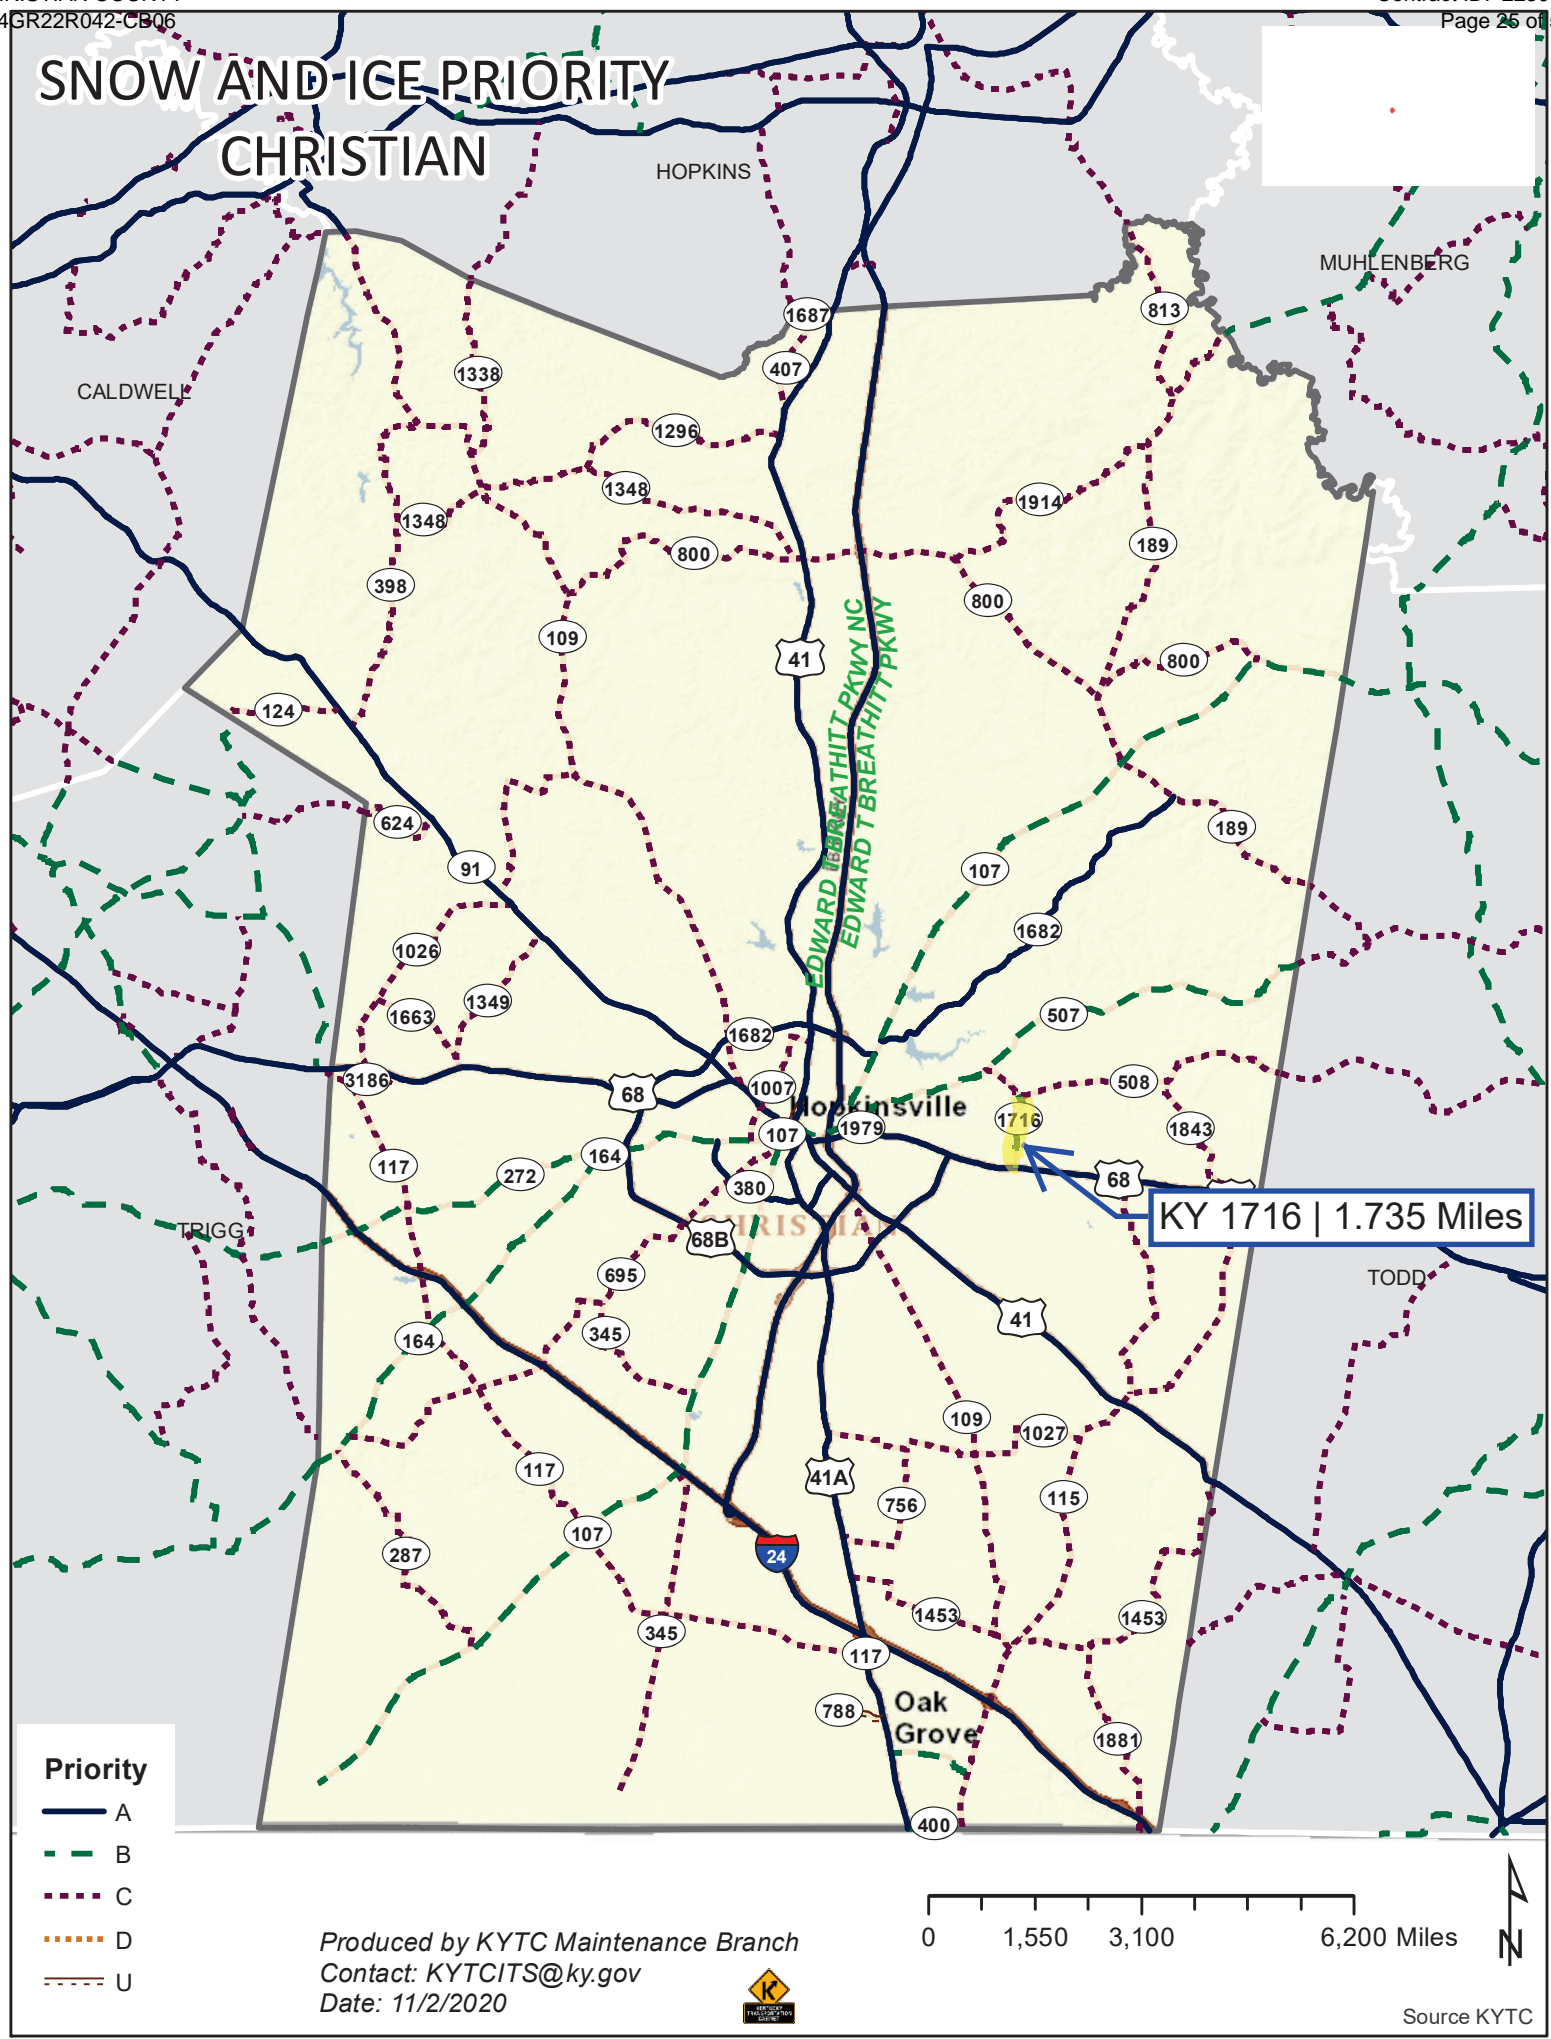 4GR22R042-CB06
Page 25 of
SNOW AND ICE PRIORITY
CHRISTIAN
HOPKINS
MUHLENBERG
CALDWELL
1687
813
407
1338
1296
1348
1914
1348
189
800
398
800
109
41
800
124
EDWARD T BREATHITT PKWY NC
EDWARD T BREATHITT PKWY
624
189
91
107
1682
1026
1349
1663
507
1682
3186
68
1007
508
Hopkinsville
1716
107
1979
1843
164
117
272
68
380
KY 1716 | 1.735 Miles
CHRISTIAN
TRIGG
68B
695
TODD
41
345
164
109
1027
117
41A
115
756
107
287
24
1453
1453
345
117
788
Oak
Grove
1881
400
Priority
A
B
C
D
U
0 1,550 3,100 6,200 Miles
N
Produced by KYTC Maintenance Branch
Contact: KYTCITS@ky.gov
Date: 11/2/2020
KENTUCKY
TRANSPORTATION
CABINET
Source KYTC